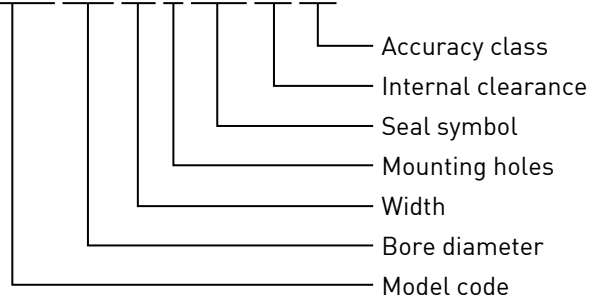 Accuracy class
Internal clearance
Seal symbol
Mounting holes
Width
Bore diameter
Model code